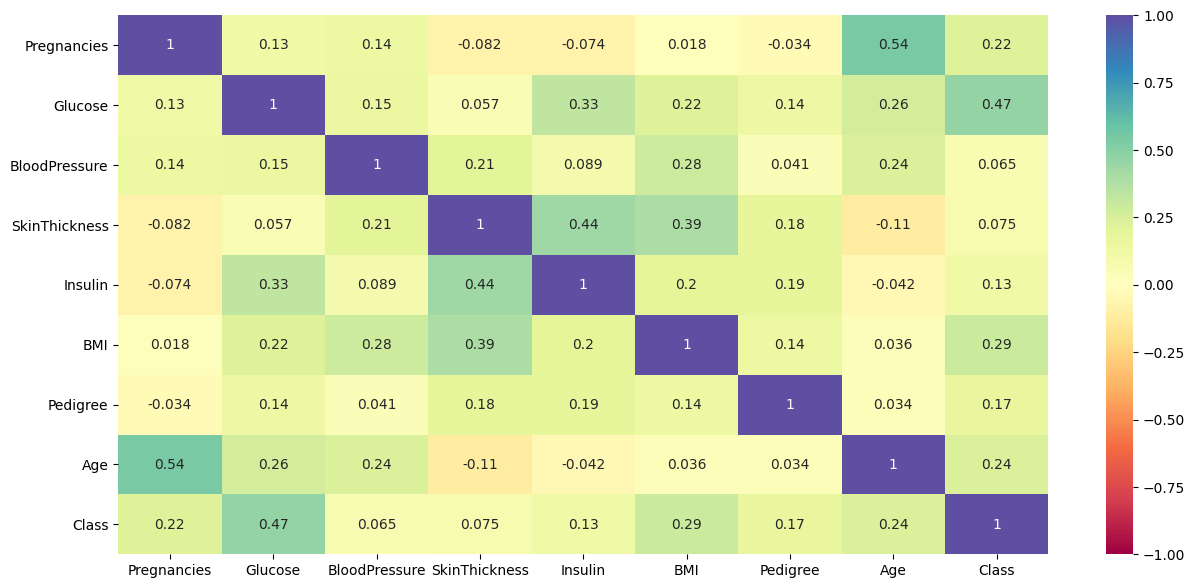 1.00
Pregnancies 1 0.13 0.14 -0.082 -0.074 0.018 -0.034 0.54 0.22
0.75
Glucose 0.13 1 0.15 0.057 0.33 0.22 0.14 0.26 0.47
BloodPressure 0.14 0.15 1 0.21 0.089 0.28 0.041 0.24 0.065
0.50
SkinThickness -0.082 0.057 0.21 1 0.44 0.39 0.18 -0.11 0.075
0.25
Insulin -0.074 0.33 0.089 0.44 1 0.2 0.19 -0.042 0.13
0.00
BMI 0.018 0.22 0.28 0.39 0.2 1 0.14 0.036 0.29
−0.25
Pedigree -0.034 0.14 0.041 0.18 0.19 0.14 1 0.034 0.17
−0.50
Age 0.54 0.26 0.24 -0.11 -0.042 0.036 0.034 1 0.24
−0.75
Class 0.22 0.47 0.065 0.075 0.13 0.29 0.17 0.24 1
−1.00
Pregnancies Glucose BloodPressure SkinThickness Insulin BMI Pedigree Age Class